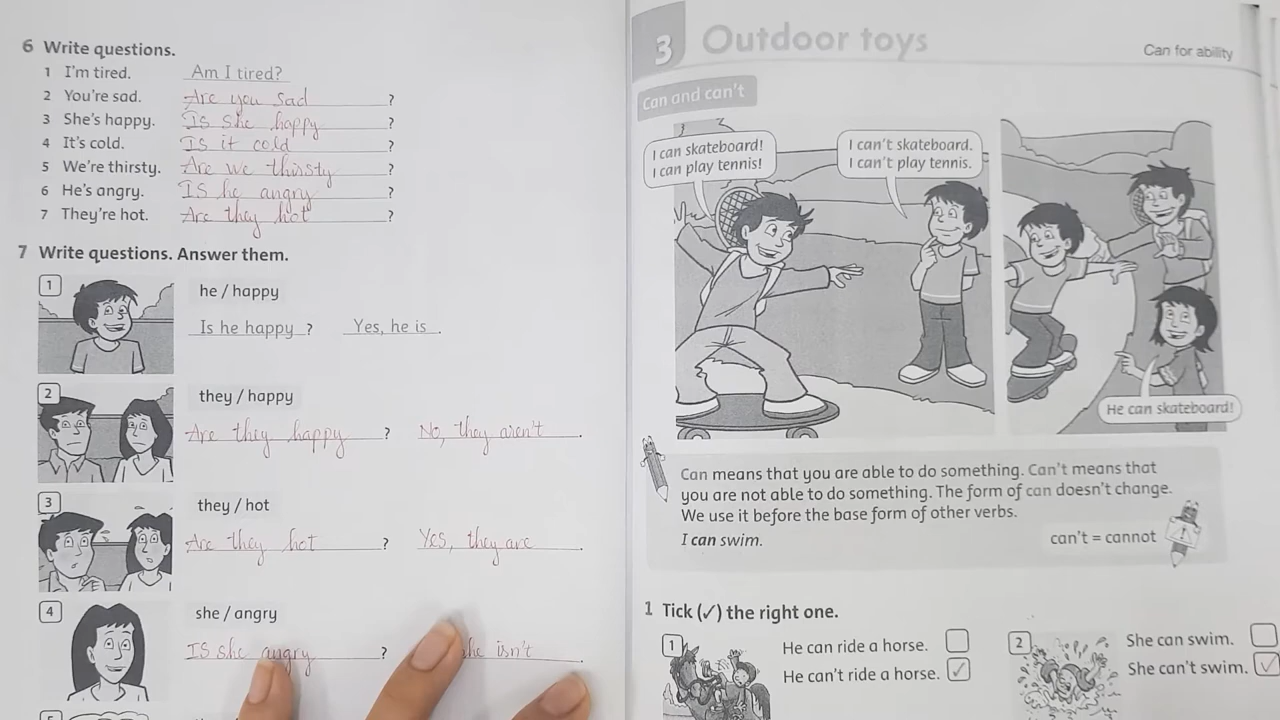 6 Write questions.
1 I'm tired. Am I tired?
2 You're sad. Are you sad ?
3 She's happy. Is she happy ?
4 It's cold. Is it cold ?
5 We're thirsty. Are we thirsty ?
6 He's angry. IS he angry ?
7 They're hot. Are they hot ?
7 Write questions. Answer them.
1 he / happy
Is he happy ? Yes, he is .
2 they / happy
Are they happy ? No, they aren't .
3 they / hot
Are they hot ? Yes, they are .
4 she / angry
IS she angry ? she isn't .
5
3 Outdoor toys
Can for ability
Can and can't
I can skateboard!
I can play tennis!
I can't skateboard.
I can't play tennis.
He can skateboard!
Can means that you are able to do something. Can't means that
you are not able to do something. The form of can doesn't change.
We use it before the base form of other verbs.
I can swim. can't = cannot
1 Tick (✓) the right one.
1 He can ride a horse.
He can't ride a horse. ✓
2 She can swim.
She can't swim. ✓